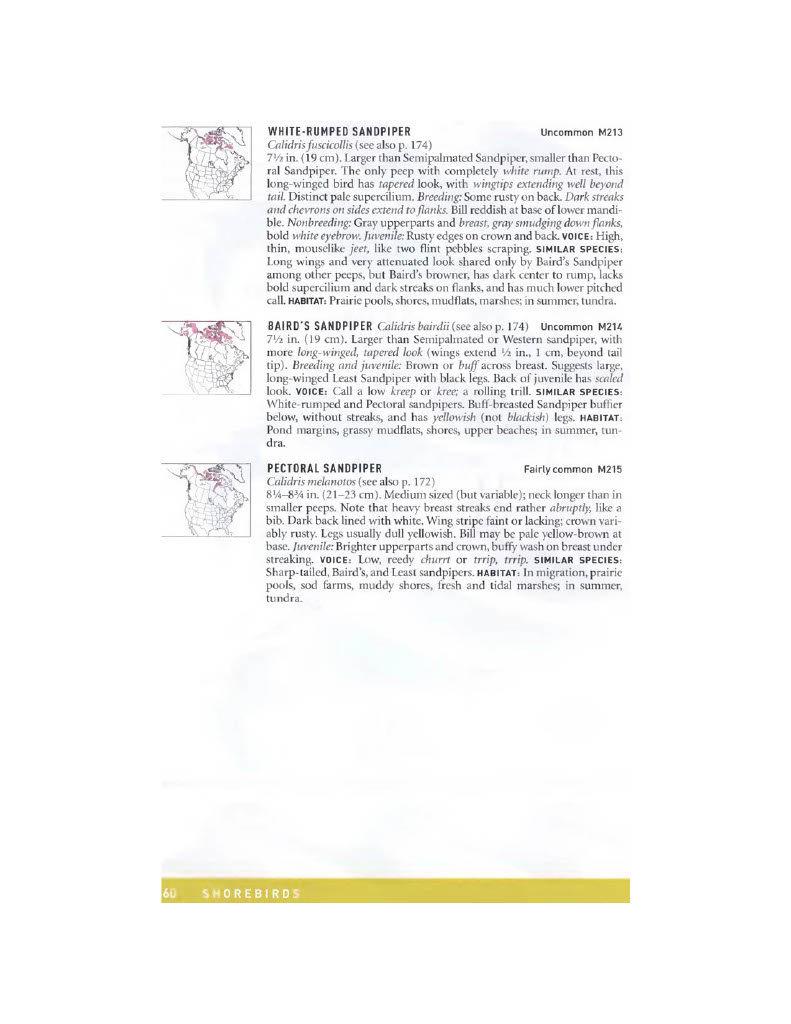 WHITE-RUMPED SANDPIPER Uncommon M213
Calidris fuscicollis (see also p. 174)
7½ in. (19 cm). Larger than Semipalmated Sandpiper, smaller than Pecto-
ral Sandpiper. The only peep with completely white rump. At rest, this
long-winged bird has tapered look, with wingtips extending well beyond
tail. Distinct pale supercilium. Breeding: Some rusty on back. Dark streaks
and chevrons on sides extend to flanks. Bill reddish at base of lower mandi-
ble. Nonbreeding: Gray upperparts and breast, gray smudging down flanks,
bold white eyebrow. Juvenile: Rusty edges on crown and back. VOICE: High,
thin, mouselike jeet, like two flint pebbles scraping. SIMILAR SPECIES:
Long wings and very attenuated look shared only by Baird's Sandpiper
among other peeps, but Baird's browner, has dark center to rump, lacks
bold supercilium and dark streaks on flanks, and has much lower pitched
call. HABITAT: Prairie pools, shores, mudflats, marshes; in summer, tundra.
BAIRD'S SANDPIPER Calidris bairdii (see also p. 174) Uncommon M214
7½ in. (19 cm). Larger than Semipalmated or Western sandpiper, with
more long-winged, tapered look (wings extend ½ in., 1 cm, beyond tail
tip). Breeding and juvenile: Brown or buff across breast. Suggests large,
long-winged Least Sandpiper with black legs. Back of juvenile has scaled
look. VOICE: Call a low kreep or kree; a rolling trill. SIMILAR SPECIES:
White-rumped and Pectoral sandpipers. Buff-breasted Sandpiper buffier
below, without streaks, and has yellowish (not blackish) legs. HABITAT:
Pond margins, grassy mudflats, shores, upper beaches; in summer, tun-
dra.
PECTORAL SANDPIPER Fairly common M215
Calidris melanotos (see also p. 172)
8¼–8¾ in. (21–23 cm). Medium sized (but variable); neck longer than in
smaller peeps. Note that heavy breast streaks end rather abruptly, like a
bib. Dark back lined with white. Wing stripe faint or lacking; crown vari-
ably rusty. Legs usually dull yellowish. Bill may be pale yellow-brown at
base. Juvenile: Brighter upperparts and crown, buffy wash on breast under
streaking. VOICE: Low, reedy churrt or trrip, trrip. SIMILAR SPECIES:
Sharp-tailed, Baird's, and Least sandpipers. HABITAT: In migration, prairie
pools, sod farms, muddy shores, fresh and tidal marshes; in summer,
tundra.
60 SHOREBIRDS